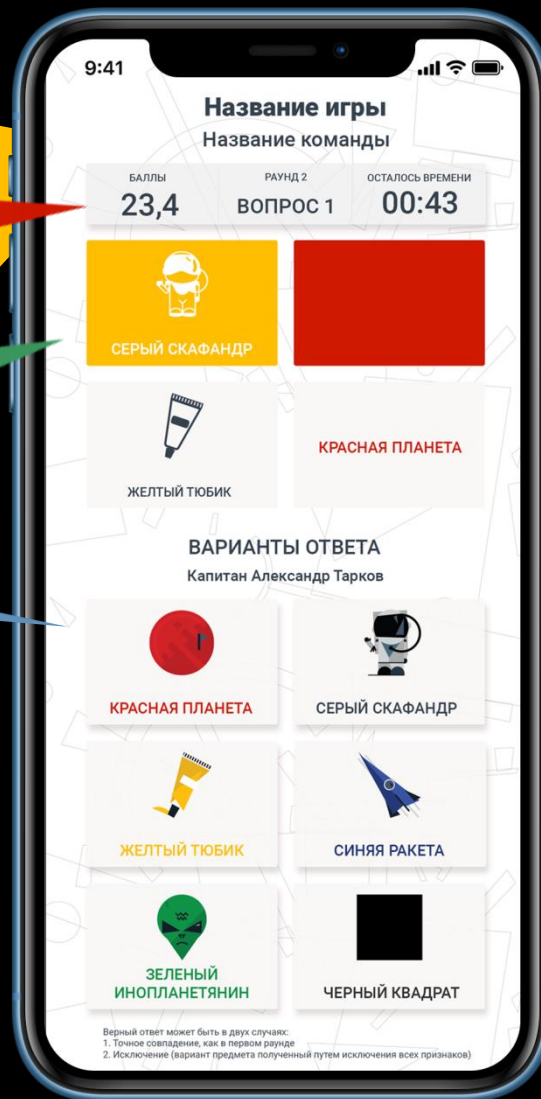 9:41
Название игры
Название команды
БАЛЛЫ
23,4
РАУНД 2
ВОПРОС 1
ОСТАЛОСЬ ВРЕМЕНИ
00:43
СЕРЫЙ СКАФАНДР
ЖЕЛТЫЙ ТЮБИК
КРАСНАЯ ПЛАНЕТА
ВАРИАНТЫ ОТВЕТА
Капитан Александр Тарков
КРАСНАЯ ПЛАНЕТА
СЕРЫЙ СКАФАНДР
ЖЕЛТЫЙ ТЮБИК
СИНЯЯ РАКЕТА
ЗЕЛЕНЫЙ
ИНОПЛАНЕТЯНИН
ЧЕРНЫЙ КВАДРАТ
Верный ответ может быть в двух случаях:
1. Точное совпадение, как в первом раунде
2. Исключение (вариант предмета полученный путем исключения всех признаков)